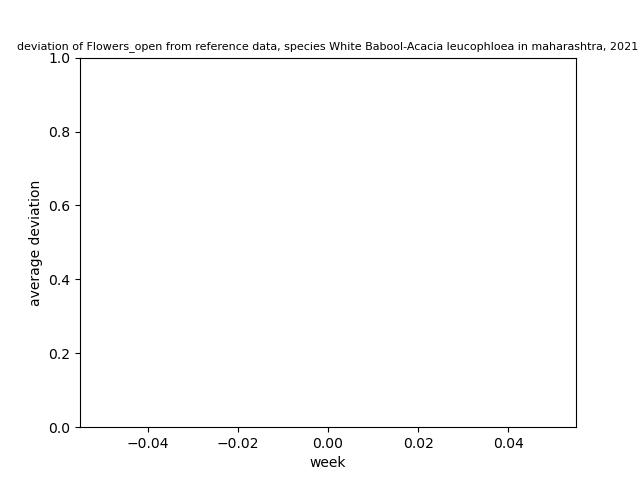 deviation of Flowers_open from reference data, species White Babool-Acacia leucophloea in maharashtra, 2021
1.0
0.8
0.6
0.4
0.2
0.0
average deviation
−0.04 −0.02 0.00 0.02 0.04
week